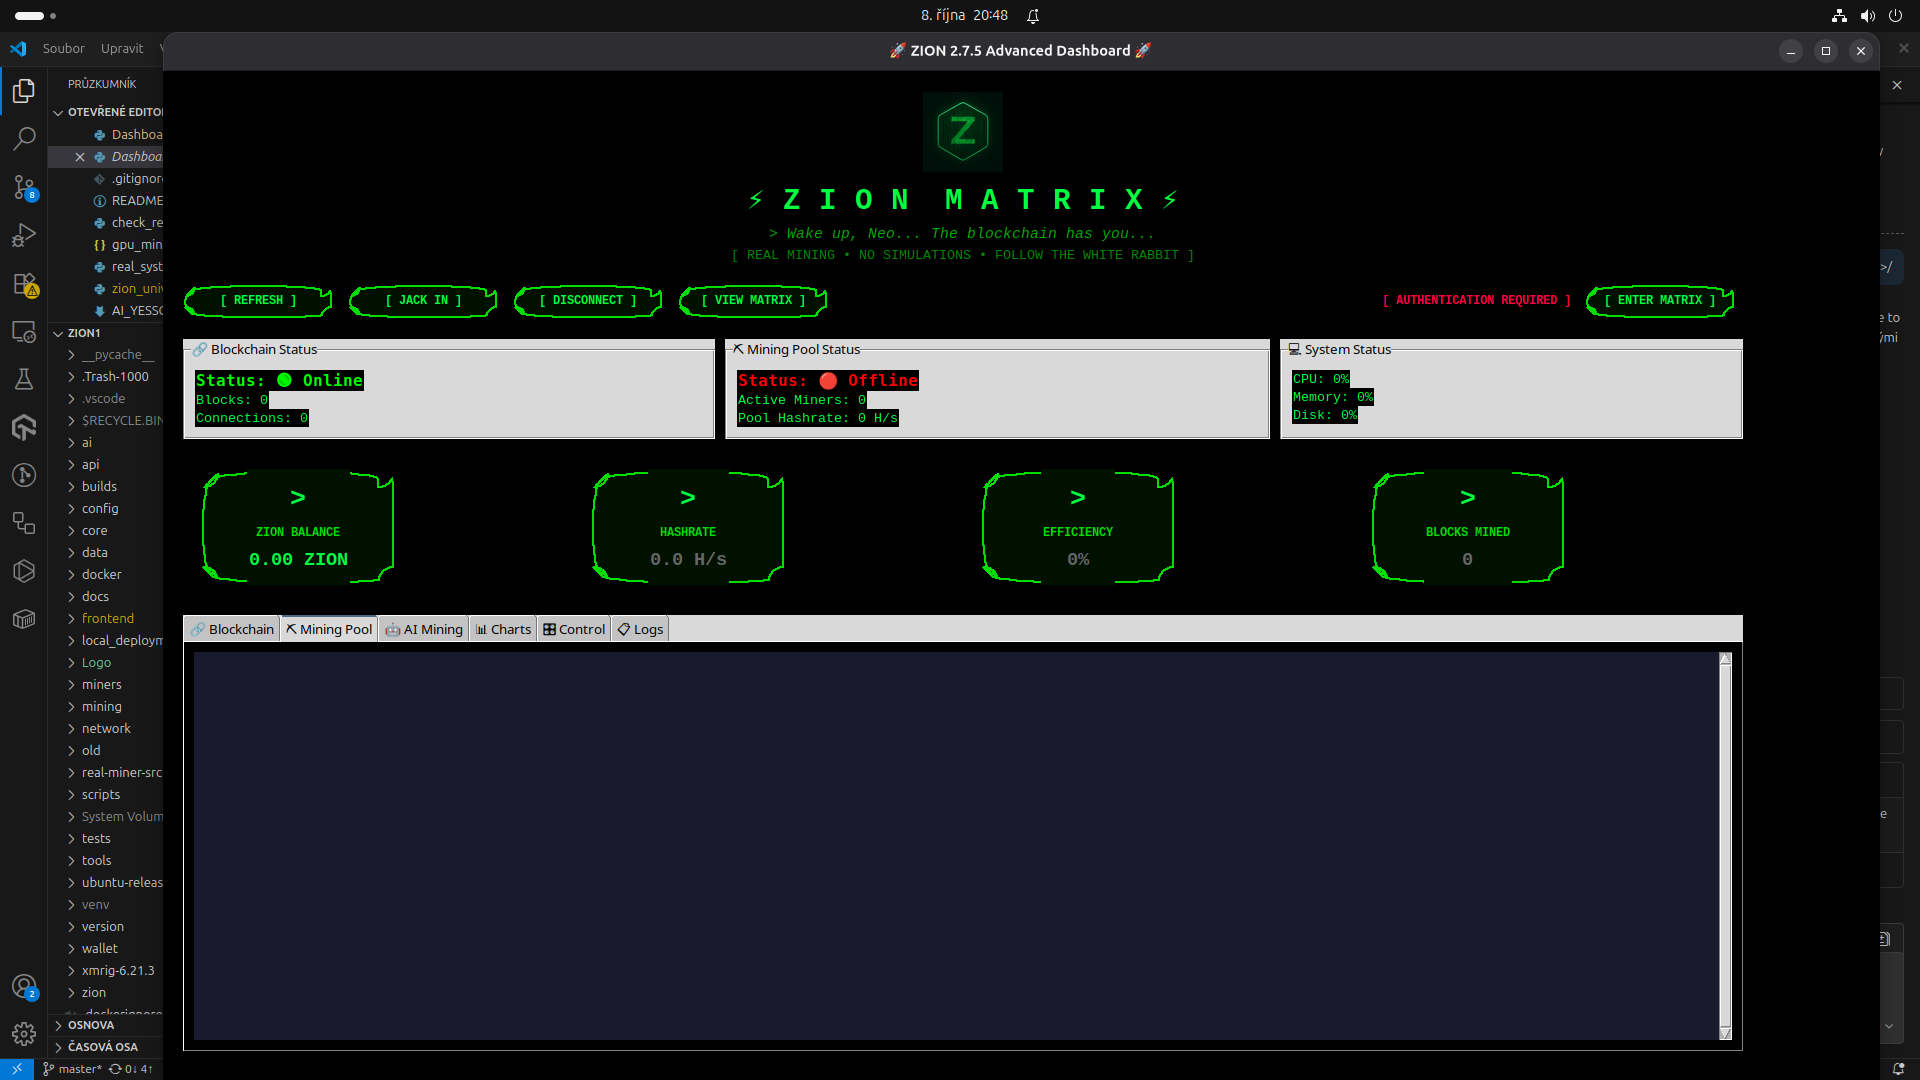 8. října 20:48
Soubor Upravit
🚀 ZION 2.7.5 Advanced Dashboard 🚀
PRŮZKUMNÍK
OTEVŘENÉ EDITO
Dashboa
Dashboa
.gitignor
README
check_re
gpu_min
real_syst
zion_univ
AI_YESSO
ZION1
__pycache__
.Trash-1000
.vscode
$RECYCLE.BIN
ai
api
builds
config
core
data
docker
docs
frontend
local_deploym
Logo
miners
mining
network
old
real-miner-src
scripts
System Volum
tests
tools
ubuntu-releas
venv
version
wallet
xmrig-6.21.3
zion
OSNOVA
ČASOVÁ OSA
master* 0↓ 4↑
8
2
Z
⚡ Z I O N M A T R I X ⚡
> Wake up, Neo... The blockchain has you...
[ REAL MINING • NO SIMULATIONS • FOLLOW THE WHITE RABBIT ]
[ REFRESH ] [ JACK IN ] [ DISCONNECT ] [ VIEW MATRIX ] [ AUTHENTICATION REQUIRED ] [ ENTER MATRIX ]
🔗 Blockchain Status
Status: 🟢 Online
Blocks: 0
Connections: 0
⛏ Mining Pool Status
Status: 🔴 Offline
Active Miners: 0
Pool Hashrate: 0 H/s
💻 System Status
CPU: 0%
Memory: 0%
Disk: 0%
>
ZION BALANCE
0.00 ZION
>
HASHRATE
0.0 H/s
>
EFFICIENCY
0%
>
BLOCKS MINED
0
🔗 Blockchain ⛏ Mining Pool 🤖 AI Mining 📊 Charts 🎛 Control 📋 Logs
y
>/
e to
ými
e